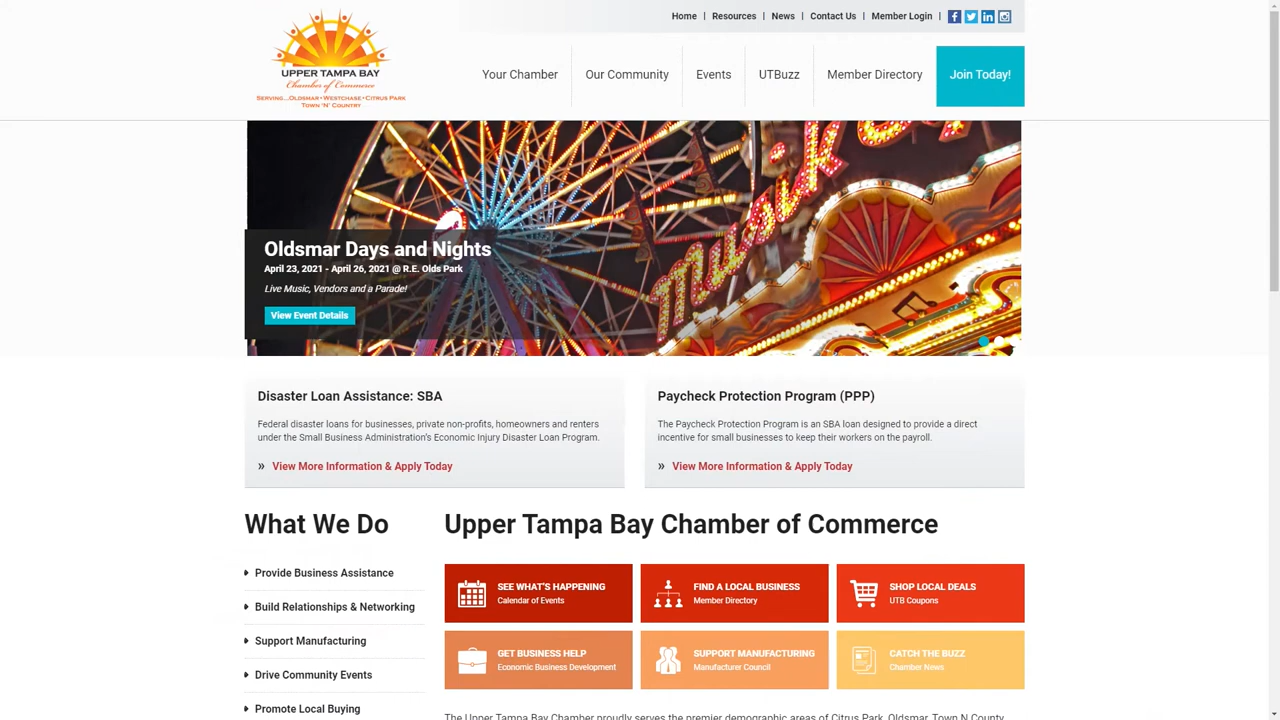 Home | Resources | News | Contact Us | Member Login |
UPPER TAMPA BAY
Chamber of Commerce
SERVING...OLDSMAR • WESTCHASE • CITRUS PARK
TOWN 'N' COUNTRY
Your Chamber
Our Community
Events
UTBuzz
Member Directory
Join Today!
Oldsmar Days and Nights
April 23, 2021 - April 26, 2021 @ R.E. Olds Park
Live Music, Vendors and a Parade!
View Event Details
Disaster Loan Assistance: SBA
Federal disaster loans for businesses, private non-profits, homeowners and renters
under the Small Business Administration's Economic Injury Disaster Loan Program.
» View More Information & Apply Today
Paycheck Protection Program (PPP)
The Paycheck Protection Program is an SBA loan designed to provide a direct
incentive for small businesses to keep their workers on the payroll.
» View More Information & Apply Today
What We Do
Provide Business Assistance
Build Relationships & Networking
Support Manufacturing
Drive Community Events
Promote Local Buying
Upper Tampa Bay Chamber of Commerce
SEE WHAT'S HAPPENING
Calendar of Events
FIND A LOCAL BUSINESS
Member Directory
SHOP LOCAL DEALS
UTB Coupons
GET BUSINESS HELP
Economic Business Development
SUPPORT MANUFACTURING
Manufacturer Council
CATCH THE BUZZ
Chamber News
The Upper Tampa Bay Chamber proudly serves the premier demographic areas of Citrus Park, Oldsmar, Town N County,